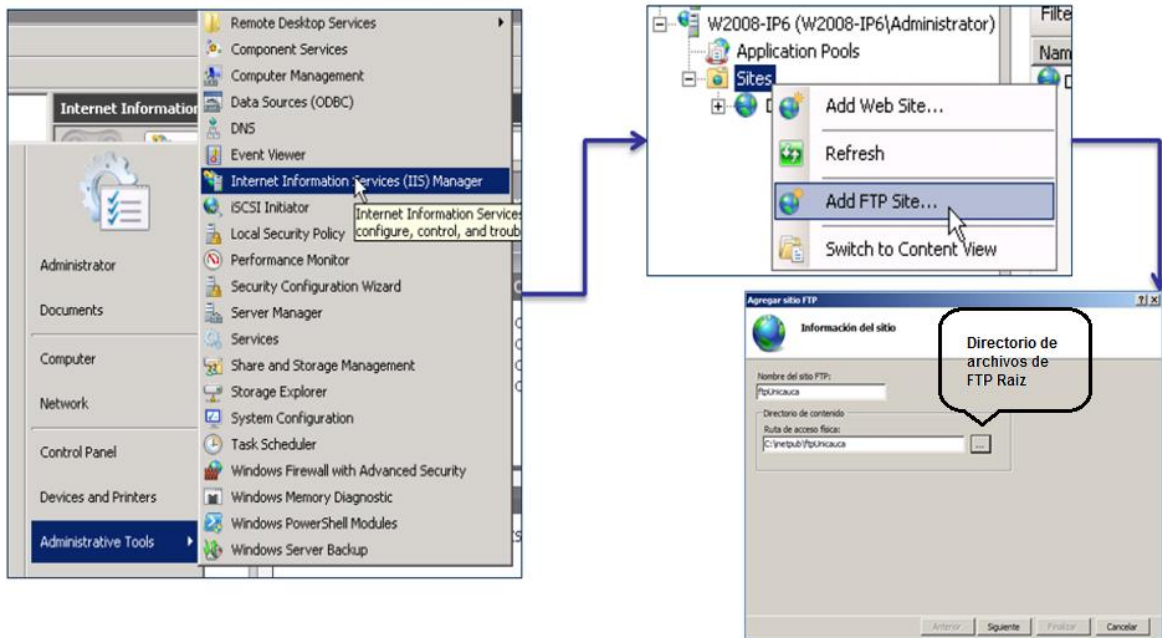 Internet Information
Administrator
Documents
Computer
Network
Control Panel
Devices and Printers
Administrative Tools
Remote Desktop Services
Component Services
Computer Management
Data Sources (ODBC)
DNS
Event Viewer
Internet Information Services (IIS) Manager
iSCSI Initiator
Internet Information Services
Local Security Policy
configure, control, and troub
Performance Monitor
Security Configuration Wizard
Server Manager
Services
Share and Storage Management
Storage Explorer
System Configuration
Task Scheduler
Windows Firewall with Advanced Security
Windows Memory Diagnostic
Windows PowerShell Modules
Windows Server Backup
W2008-IP6 (W2008-IP6\Administrator)
Application Pools
Sites
Filte
Nam
D
Add Web Site...
Refresh
Add FTP Site...
Switch to Content View
Agregar sitio FTP
Información del sitio
Directorio de
archivos de
FTP Raiz
Nombre del sitio FTP:
ftpUnicauca
Directorio de contenido
Ruta de acceso física:
C:\inetpub\ftpUnicauca
...
Anterior Siguiente Finalizar Cancelar